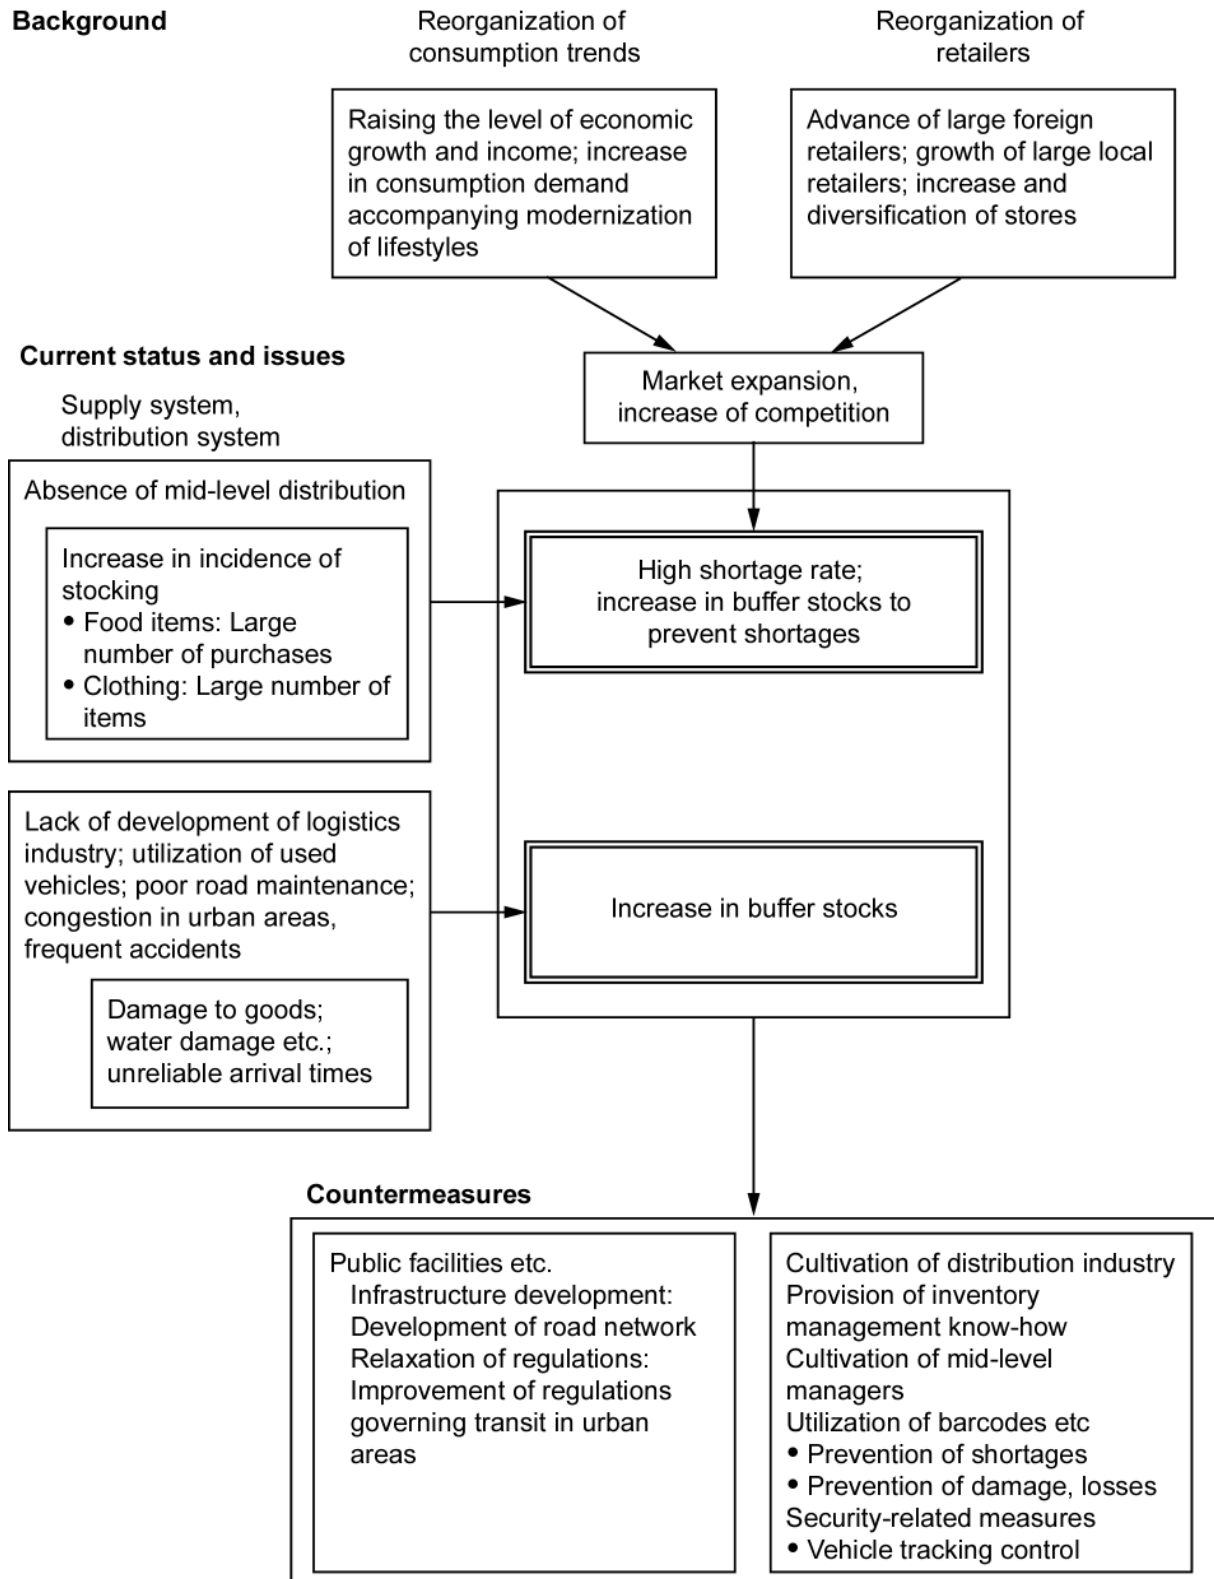 Background
Reorganization of
consumption trends
Reorganization of
retailers
Raising the level of economic
growth and income; increase
in consumption demand
accompanying modernization
of lifestyles
Advance of large foreign
retailers; growth of large local
retailers; increase and
diversification of stores
Market expansion,
increase of competition
Current status and issues
Supply system,
distribution system
Absence of mid-level distribution
Increase in incidence of
stocking
• Food items: Large
number of purchases
• Clothing: Large number of
items
High shortage rate;
increase in buffer stocks to
prevent shortages
Lack of development of logistics
industry; utilization of used
vehicles; poor road maintenance;
congestion in urban areas,
frequent accidents
Damage to goods;
water damage etc.;
unreliable arrival times
Increase in buffer stocks
Countermeasures
Public facilities etc.
Infrastructure development:
Development of road network
Relaxation of regulations:
Improvement of regulations
governing transit in urban
areas
Cultivation of distribution industry
Provision of inventory
management know-how
Cultivation of mid-level
managers
Utilization of barcodes etc
• Prevention of shortages
• Prevention of damage, losses
Security-related measures
• Vehicle tracking control